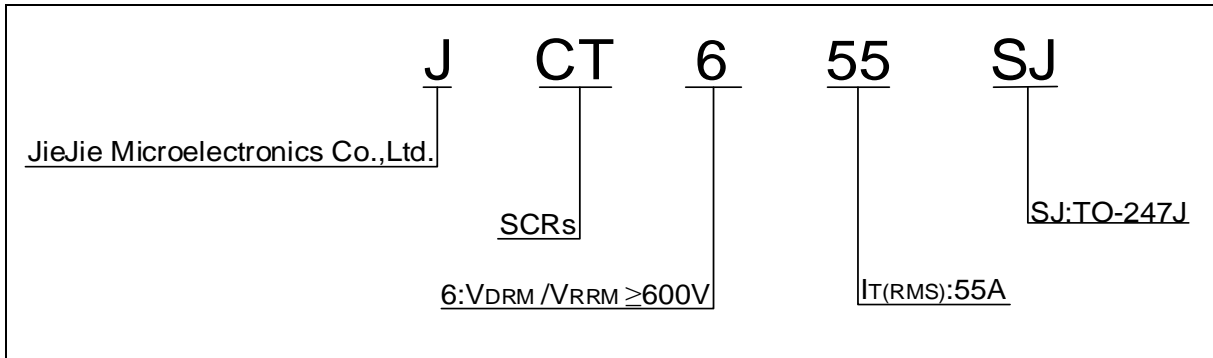 J CT 6 55 SJ
JieJie Microelectronics Co.,Ltd.
SJ:TO-247J
SCRs
6:VDRM /VRRM ≥600V
IT(RMS):55A